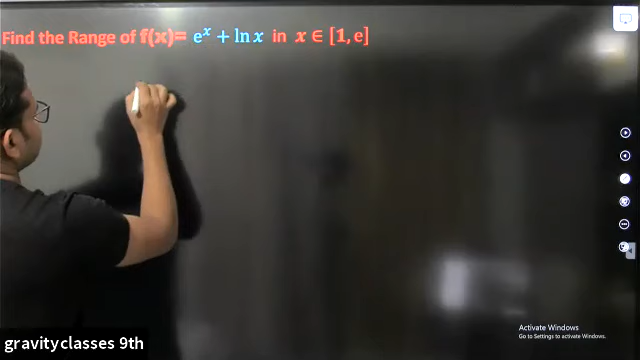 Find the Range of f(x)= eˣ + ln x in x ∈ [1, e]
Activate Windows
Go to Settings to activate Windows.
gravityclasses 9th